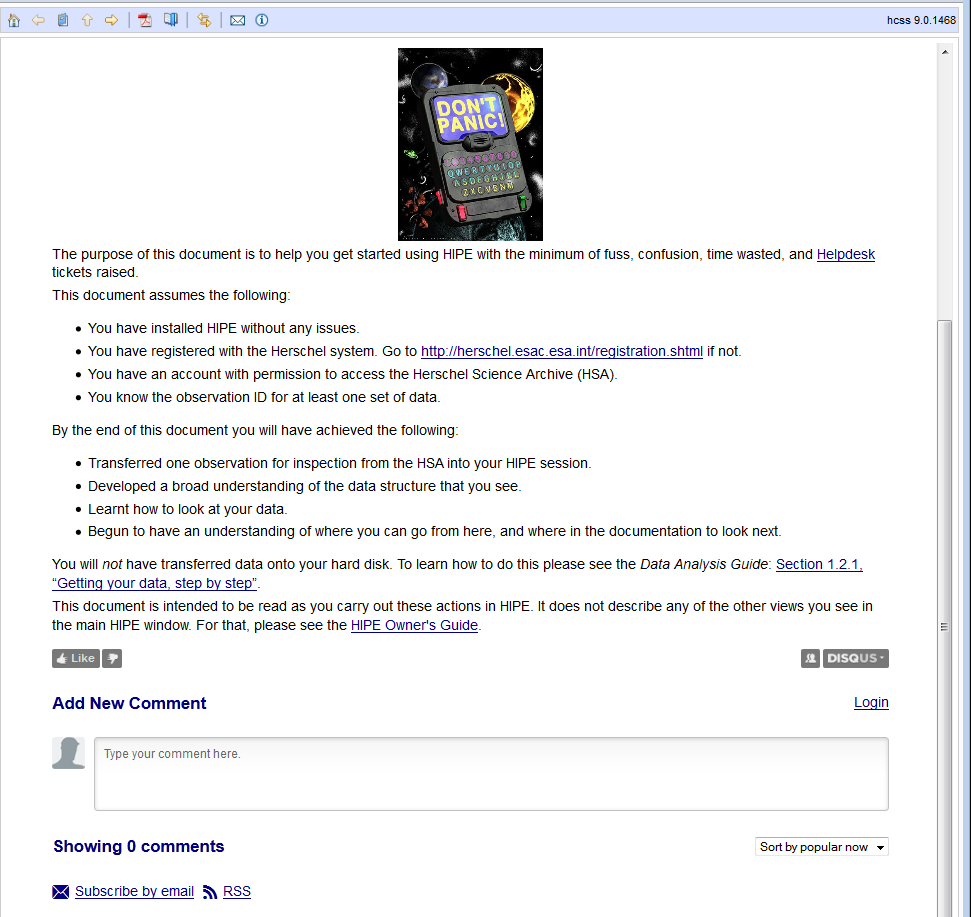 hcss 9.0.1468
DON'T
PANIC!
QWERTYUIOP
ASDFGHJKL
ZXCVBNM
The purpose of this document is to help you get started using HIPE with the minimum of fuss, confusion, time wasted, and Helpdesk
tickets raised.
This document assumes the following:
• You have installed HIPE without any issues.
• You have registered with the Herschel system. Go to http://herschel.esac.esa.int/registration.shtml if not.
• You have an account with permission to access the Herschel Science Archive (HSA).
• You know the observation ID for at least one set of data.
By the end of this document you will have achieved the following:
• Transferred one observation for inspection from the HSA into your HIPE session.
• Developed a broad understanding of the data structure that you see.
• Learnt how to look at your data.
• Begun to have an understanding of where you can go from here, and where in the documentation to look next.
You will not have transferred data onto your hard disk. To learn how to do this please see the Data Analysis Guide: Section 1.2.1,
“Getting your data, step by step”.
This document is intended to be read as you carry out these actions in HIPE. It does not describe any of the other views you see in
the main HIPE window. For that, please see the HIPE Owner's Guide.
Like DISQUS
Add New Comment Login
Type your comment here.
Showing 0 comments Sort by popular now
Subscribe by email RSS